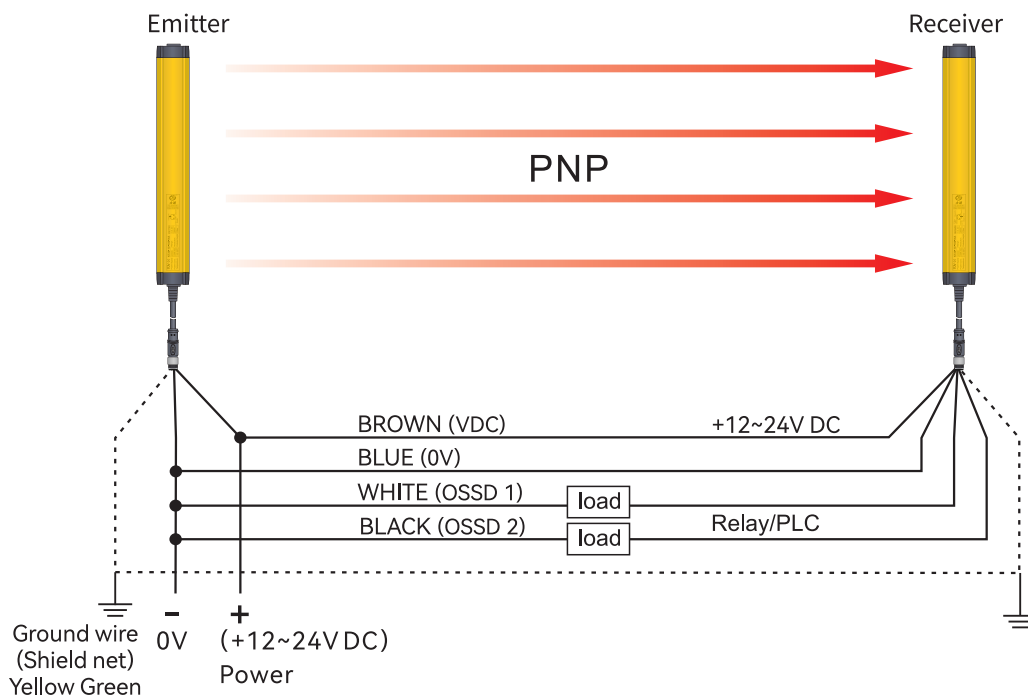 Emitter
Receiver
PNP
BROWN (VDC)
+12~24V DC
BLUE (0V)
WHITE (OSSD 1)
load
BLACK (OSSD 2)
load
Relay/PLC
Ground wire
(Shield net)
Yellow Green
-
0V
+
(+12~24V DC)
Power